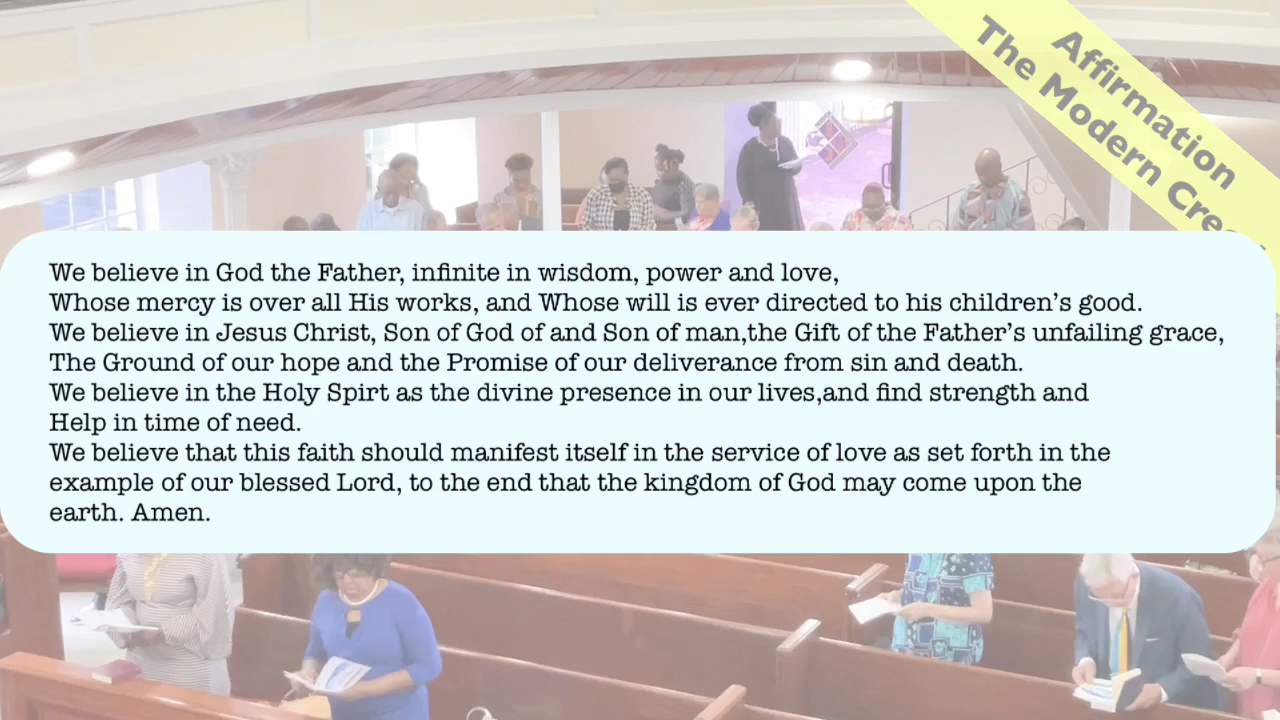 Affirmation
The Modern Cree
We believe in God the Father, infinite in wisdom, power and love,
Whose mercy is over all His works, and Whose will is ever directed to his children’s good.
We believe in Jesus Christ, Son of God of and Son of man,the Gift of the Father’s unfailing grace,
The Ground of our hope and the Promise of our deliverance from sin and death.
We believe in the Holy Spirt as the divine presence in our lives,and find strength and
Help in time of need.
We believe that this faith should manifest itself in the service of love as set forth in the
example of our blessed Lord, to the end that the kingdom of God may come upon the
earth. Amen.